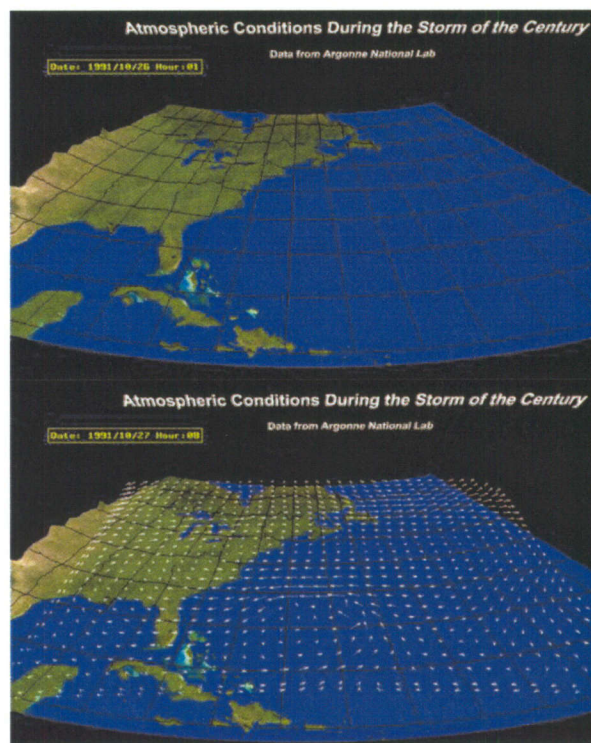 Atmospheric Conditions During the Storm of the Century
Data from Argonne National Lab
Date: 1991/10/26 Hour:01
Atmospheric Conditions During the Storm of the Century
Data from Argonne National Lab
Date: 1991/10/27 Hour:08